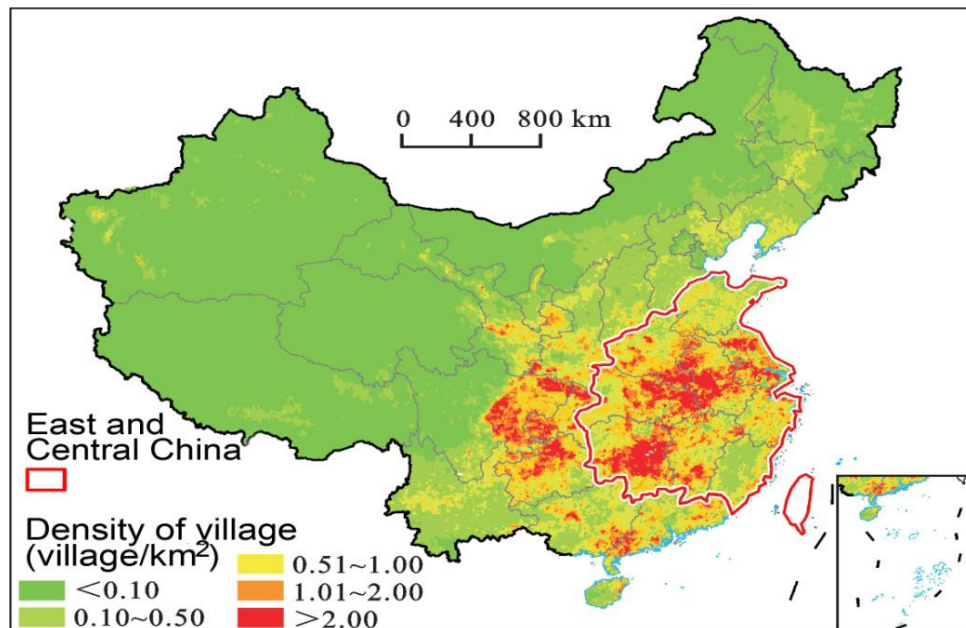 0 400 800 km
East and
Central China
Density of village
(village/km²)
<0.10
0.10~0.50
0.51~1.00
1.01~2.00
>2.00